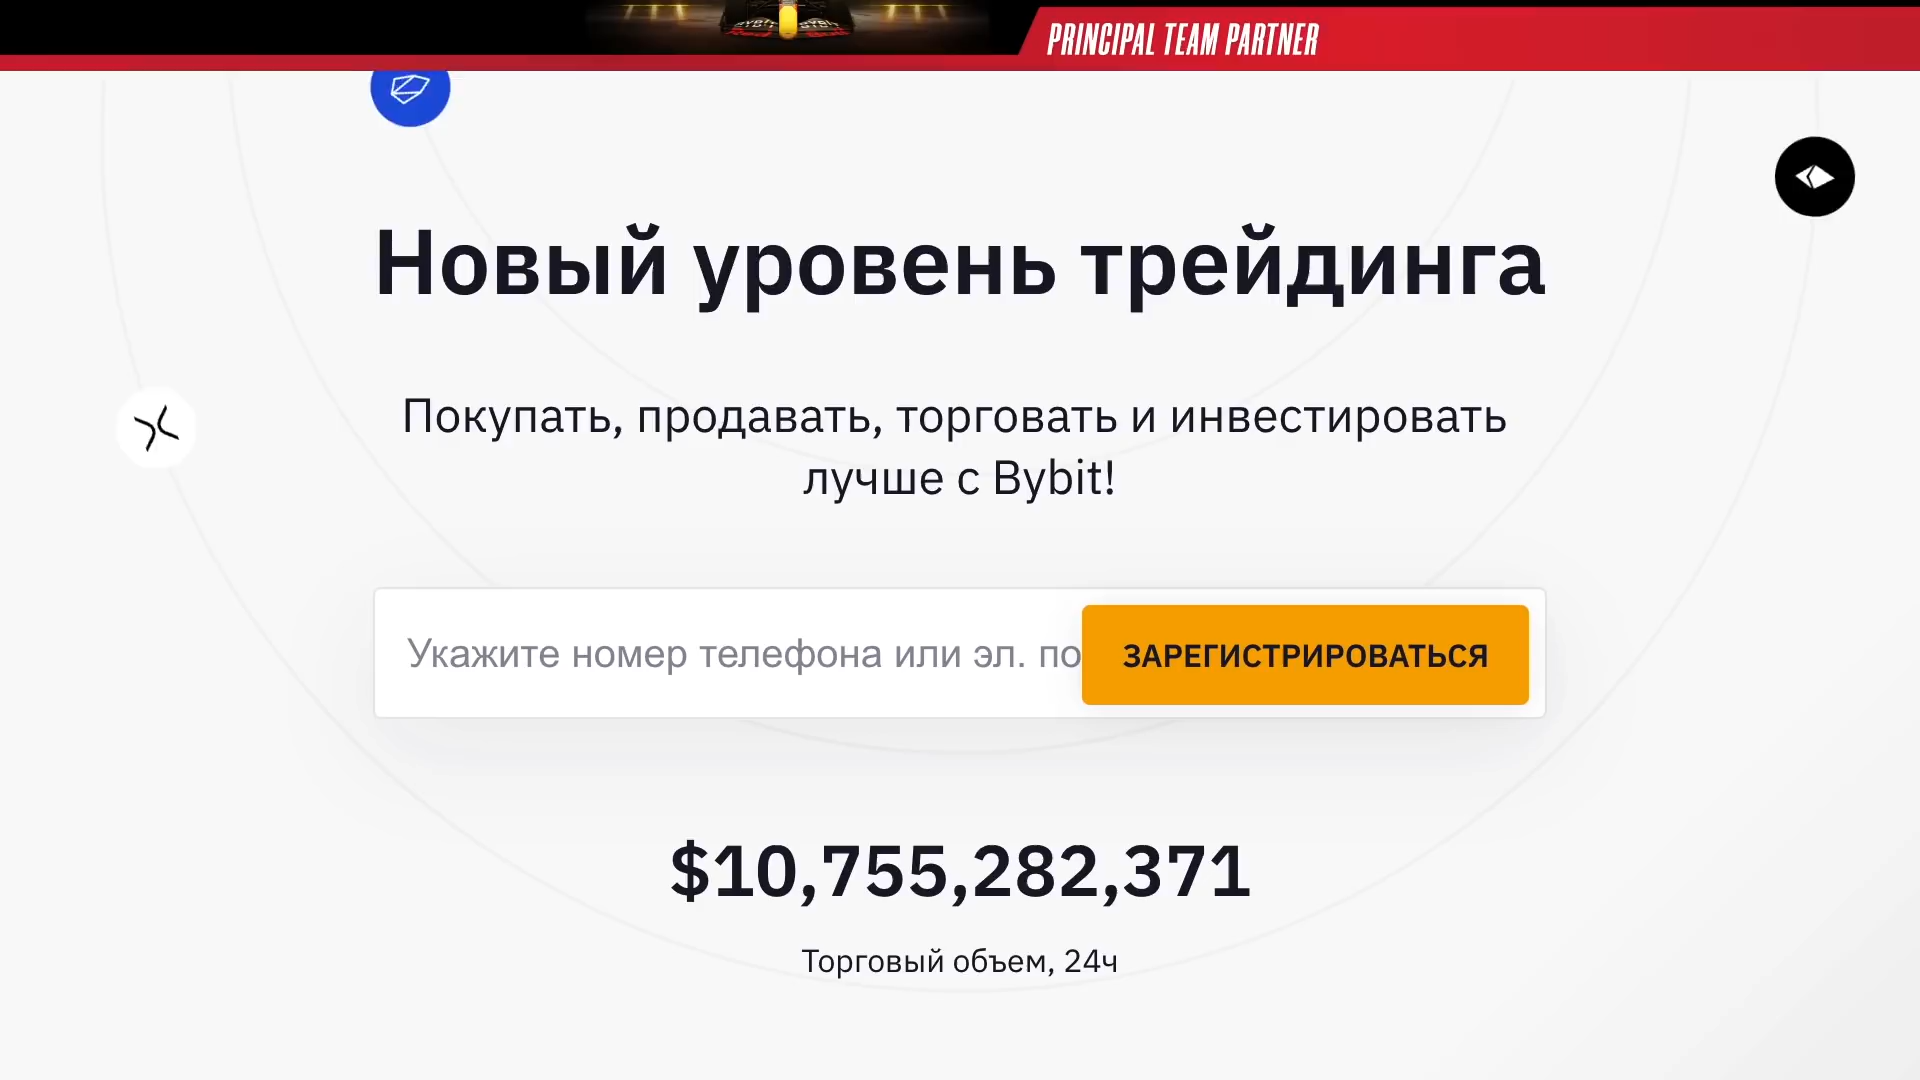 PRINCIPAL TEAM PARTNER
Новый уровень трейдинга
Покупать, продавать, торговать и инвестировать
лучше с Bybit!
Укажите номер телефона или эл. по
ЗАРЕГИСТРИРОВАТЬСЯ
$10,755,282,371
Торговый объем, 24ч